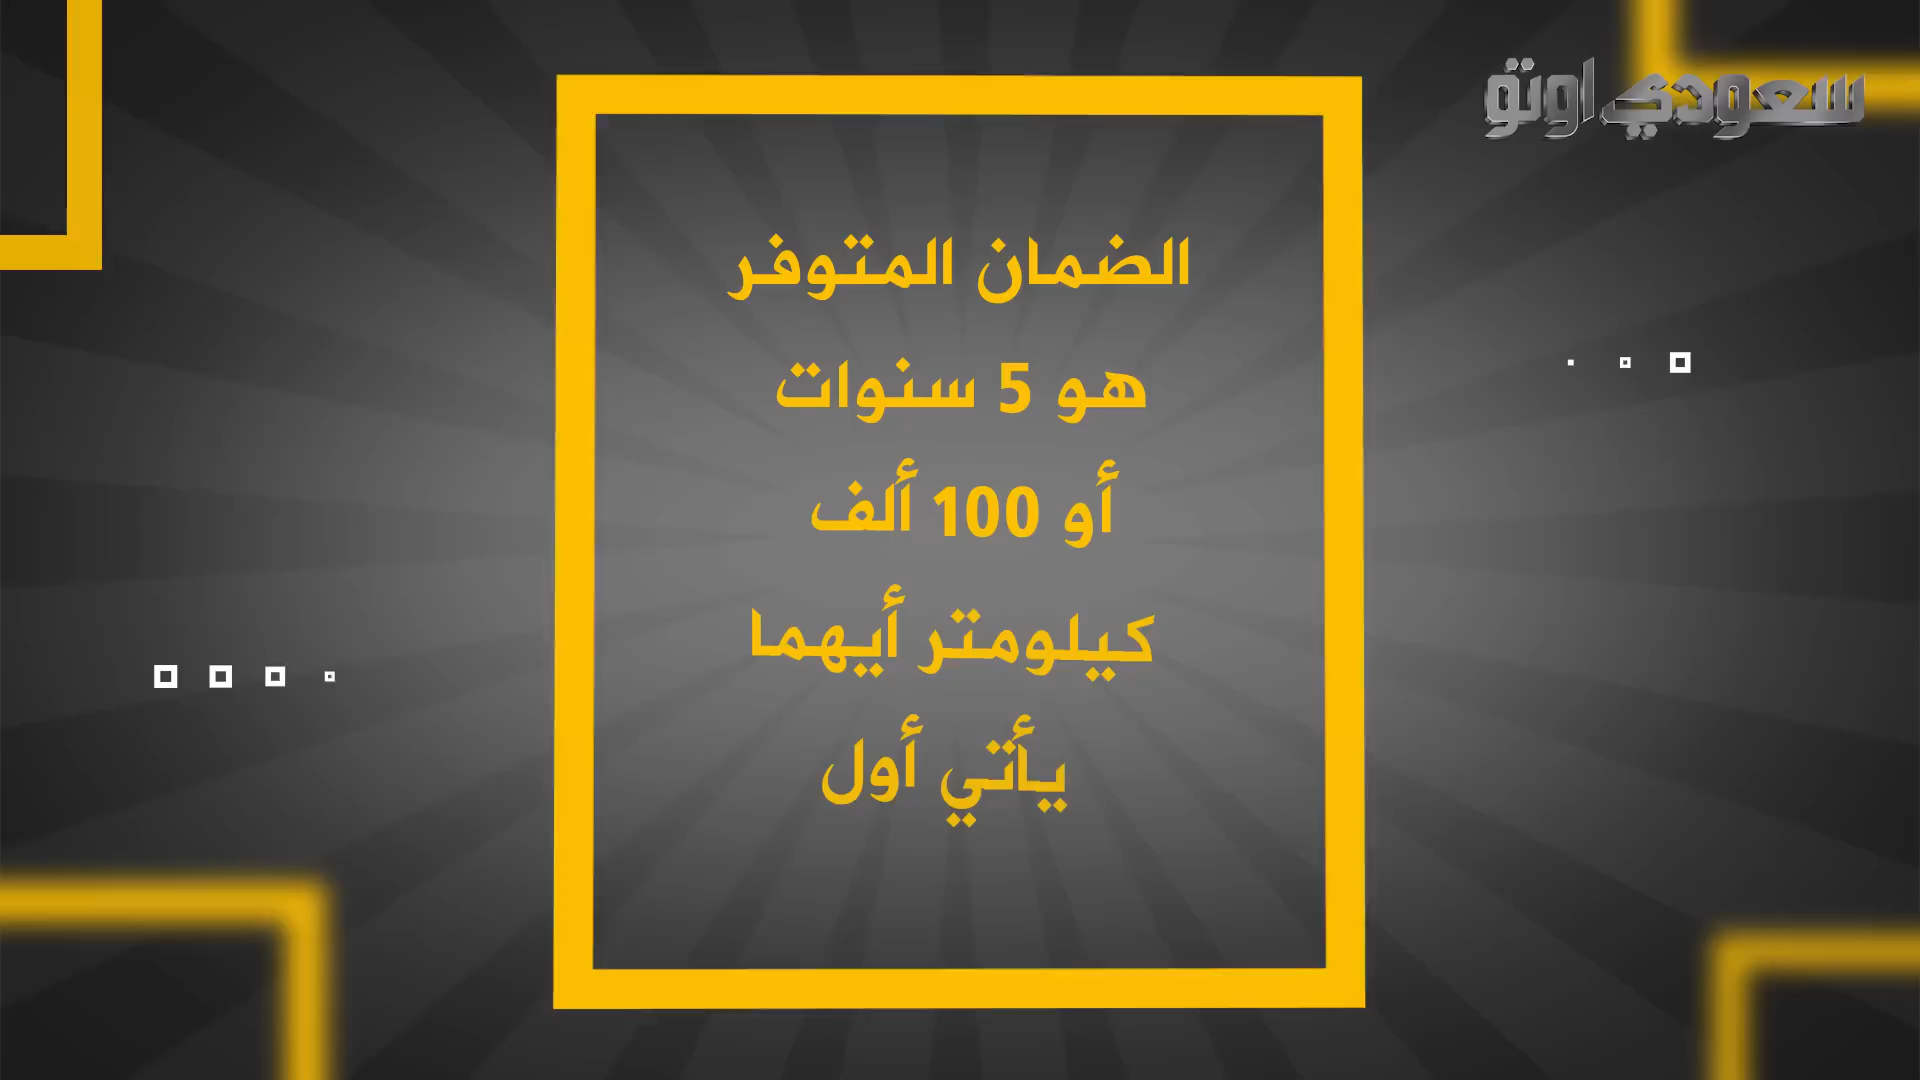 سعودي اوتو
الضمان المتوفر
هو 5 سنوات
أو 100 ألف
كيلومتر أيهما
يأتي أول